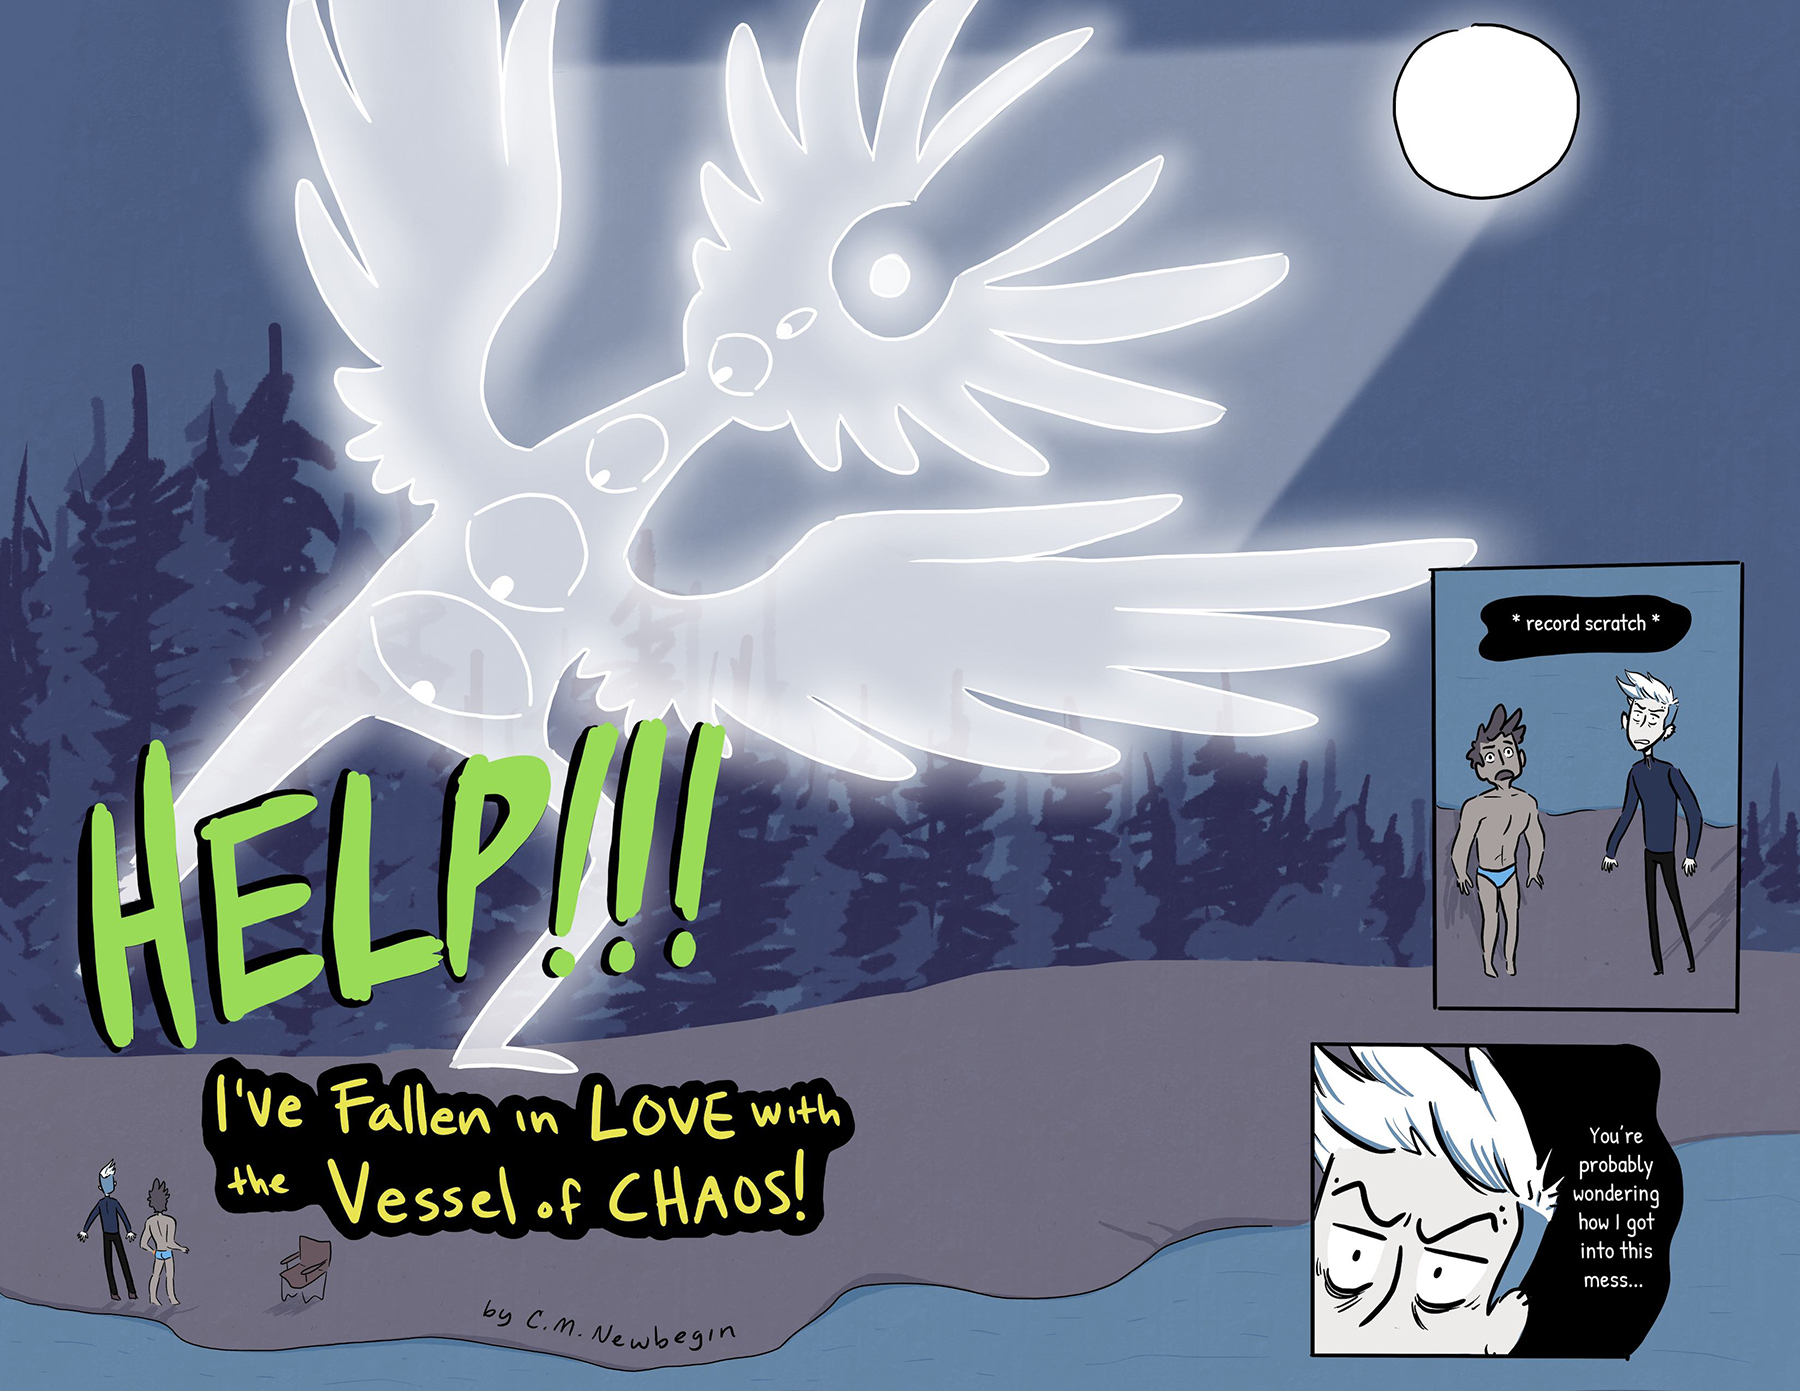 HELP!!!
I've Fallen in LOVE with
the Vessel of CHAOS!
by C.M. Newbegin
* record scratch *
You're
probably
wondering
how I got
into this
mess...